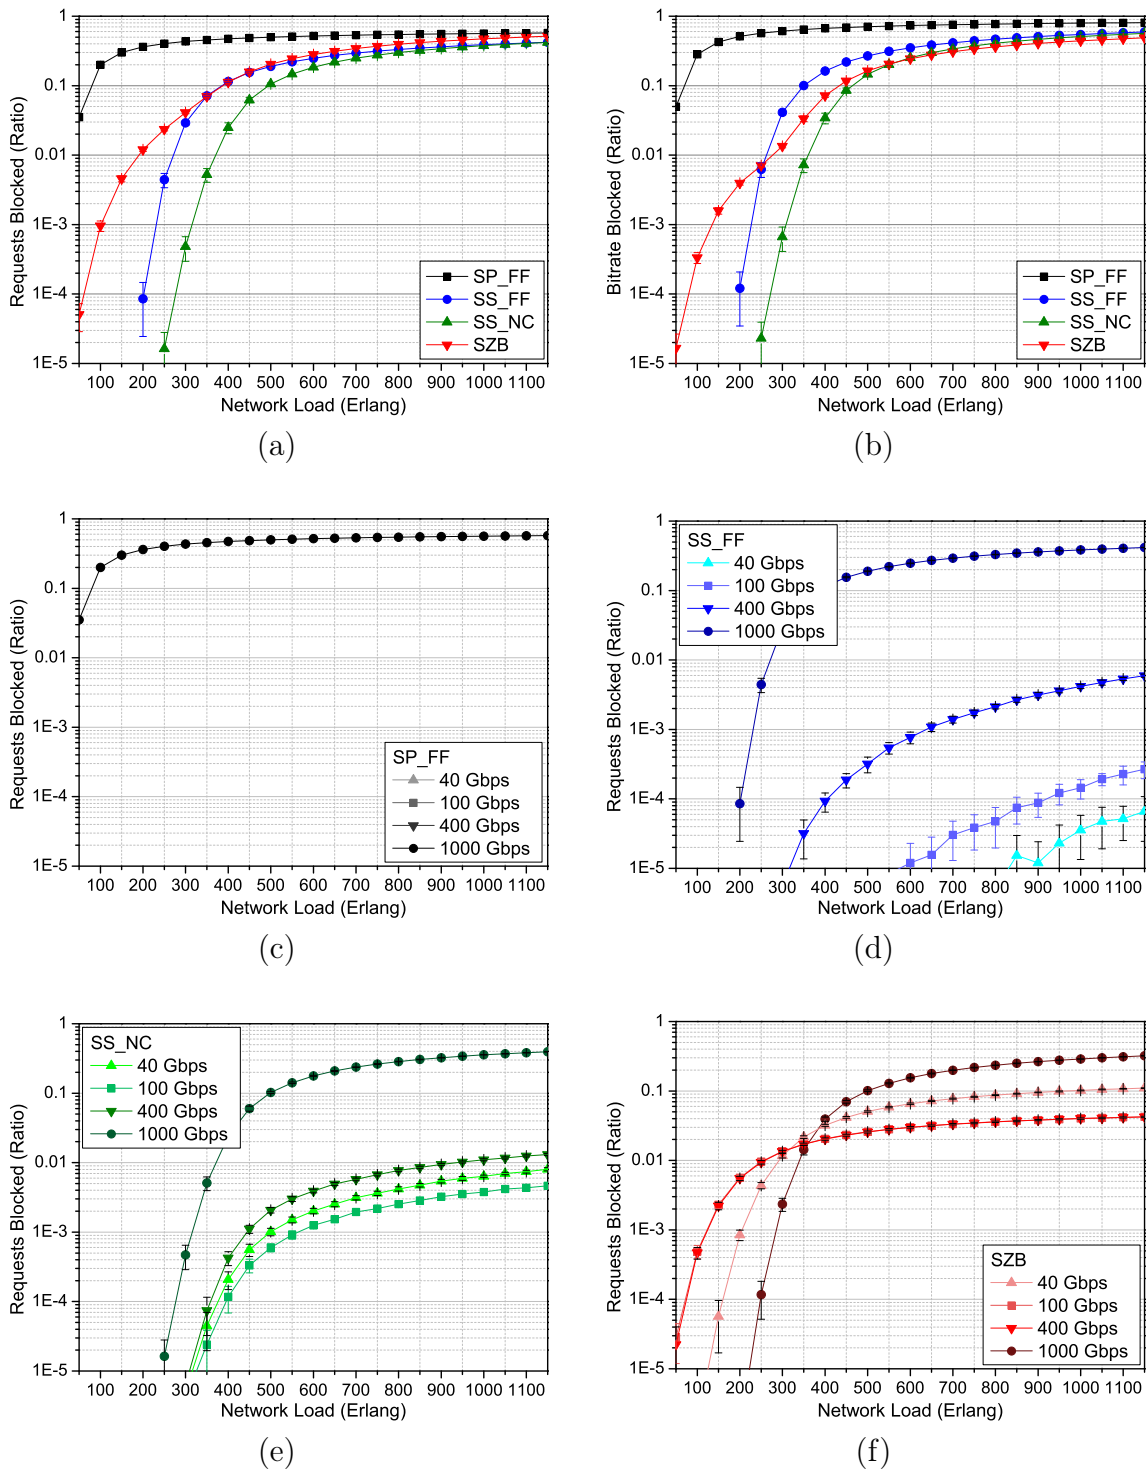 Requests Blocked (Ratio)
1
0.1
0.01
1E-3
1E-4
1E-5
SP_FF
SS_FF
SS_NC
SZB
100 200 300 400 500 600 700 800 900 1000 1100
Network Load (Erlang)
(a)
Bitrate Blocked (Ratio)
1
0.1
0.01
1E-3
1E-4
1E-5
SP_FF
SS_FF
SS_NC
SZB
100 200 300 400 500 600 700 800 900 1000 1100
Network Load (Erlang)
(b)
Requests Blocked (Ratio)
1
0.1
0.01
1E-3
1E-4
1E-5
SP_FF
40 Gbps
100 Gbps
400 Gbps
1000 Gbps
100 200 300 400 500 600 700 800 900 1000 1100
Network Load (Erlang)
(c)
Requests Blocked (Ratio)
1
0.1
0.01
1E-3
1E-4
1E-5
SS_FF
40 Gbps
100 Gbps
400 Gbps
1000 Gbps
100 200 300 400 500 600 700 800 900 1000 1100
Network Load (Erlang)
(d)
Requests Blocked (Ratio)
1
0.1
0.01
1E-3
1E-4
1E-5
SS_NC
40 Gbps
100 Gbps
400 Gbps
1000 Gbps
100 200 300 400 500 600 700 800 900 1000 1100
Network Load (Erlang)
(e)
Requests Blocked (Ratio)
1
0.1
0.01
1E-3
1E-4
1E-5
SZB
40 Gbps
100 Gbps
400 Gbps
1000 Gbps
100 200 300 400 500 600 700 800 900 1000 1100
Network Load (Erlang)
(f)